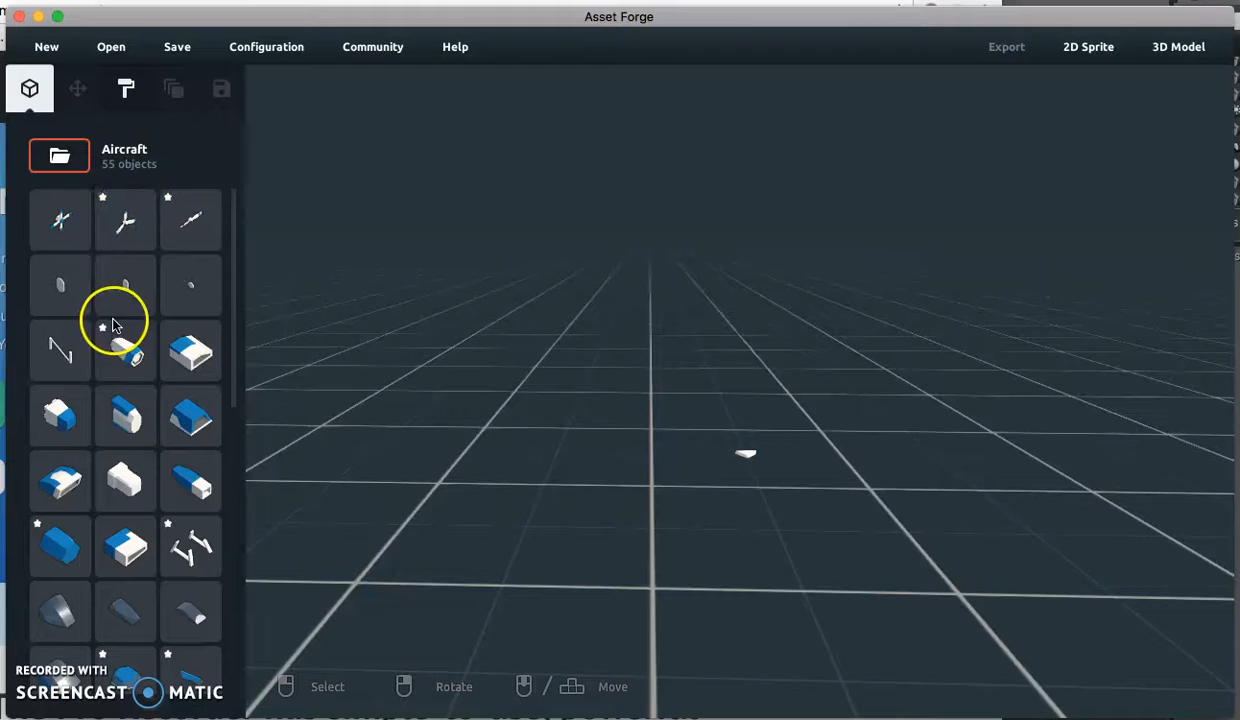 Asset Forge
New Open Save Configuration Community Help Export 2D Sprite 3D Model
Aircraft
55 objects
Select Rotate / Move
RECORDED WITH
SCREENCAST MATIC